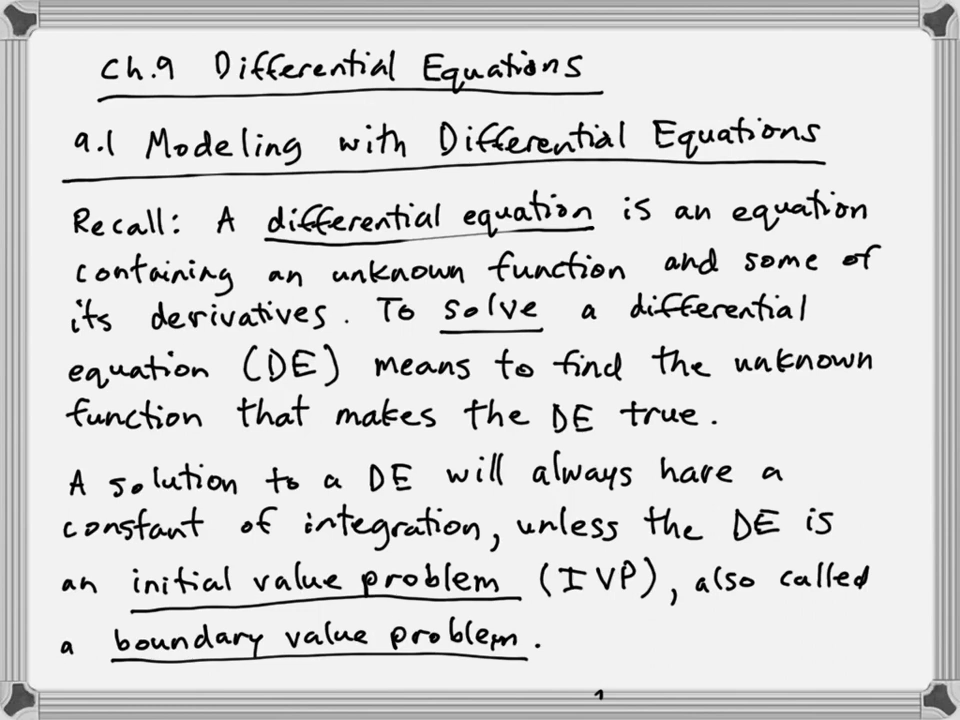 Ch.9 Differential Equations
9.1 Modeling with Differential Equations
Recall: A differential equation is an equation
containing an unknown function and some of
its derivatives. To solve a differential
equation (DE) means to find the unknown
function that makes the DE true.
A solution to a DE will always have a
constant of integration, unless the DE is
an initial value problem (IVP), also called
a boundary value problem.
1